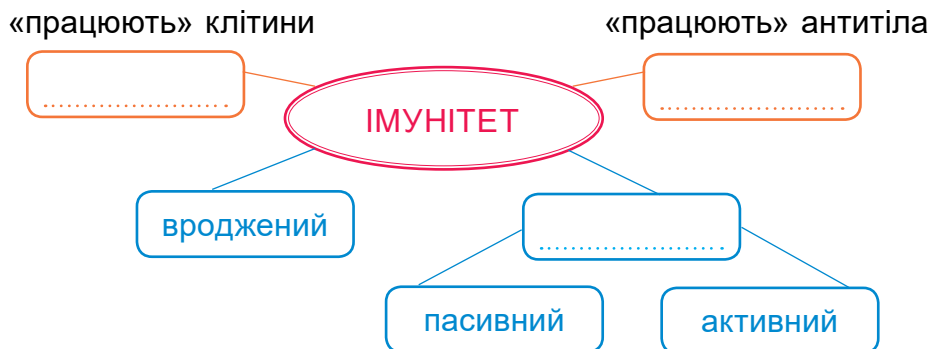 «працюють» клітини
«працюють» антитіла
ІМУНІТЕТ
вроджений
пасивний
активний